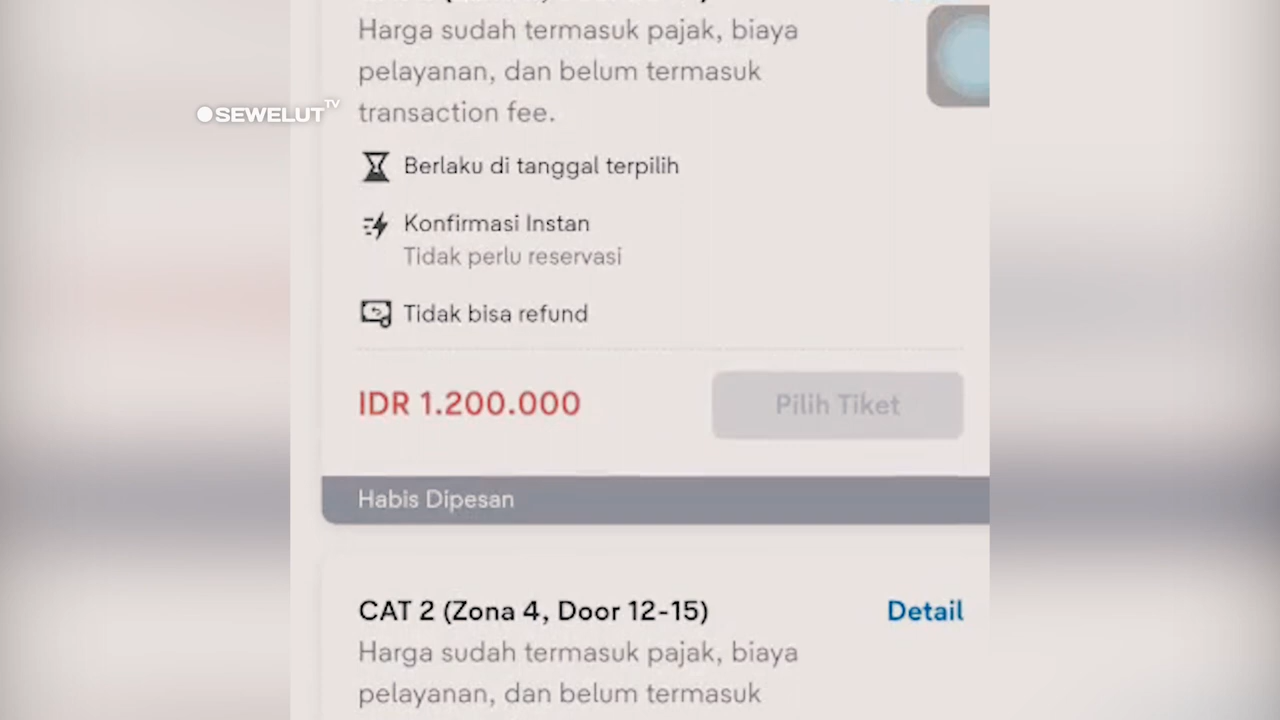 Harga sudah termasuk pajak, biaya
pelayanan, dan belum termasuk
transaction fee.
SEWELUT TV
Berlaku di tanggal terpilih
Konfirmasi Instan
Tidak perlu reservasi
Tidak bisa refund
IDR 1.200.000
Pilih Tiket
Habis Dipesan
CAT 2 (Zona 4, Door 12-15)
Detail
Harga sudah termasuk pajak, biaya
pelayanan, dan belum termasuk